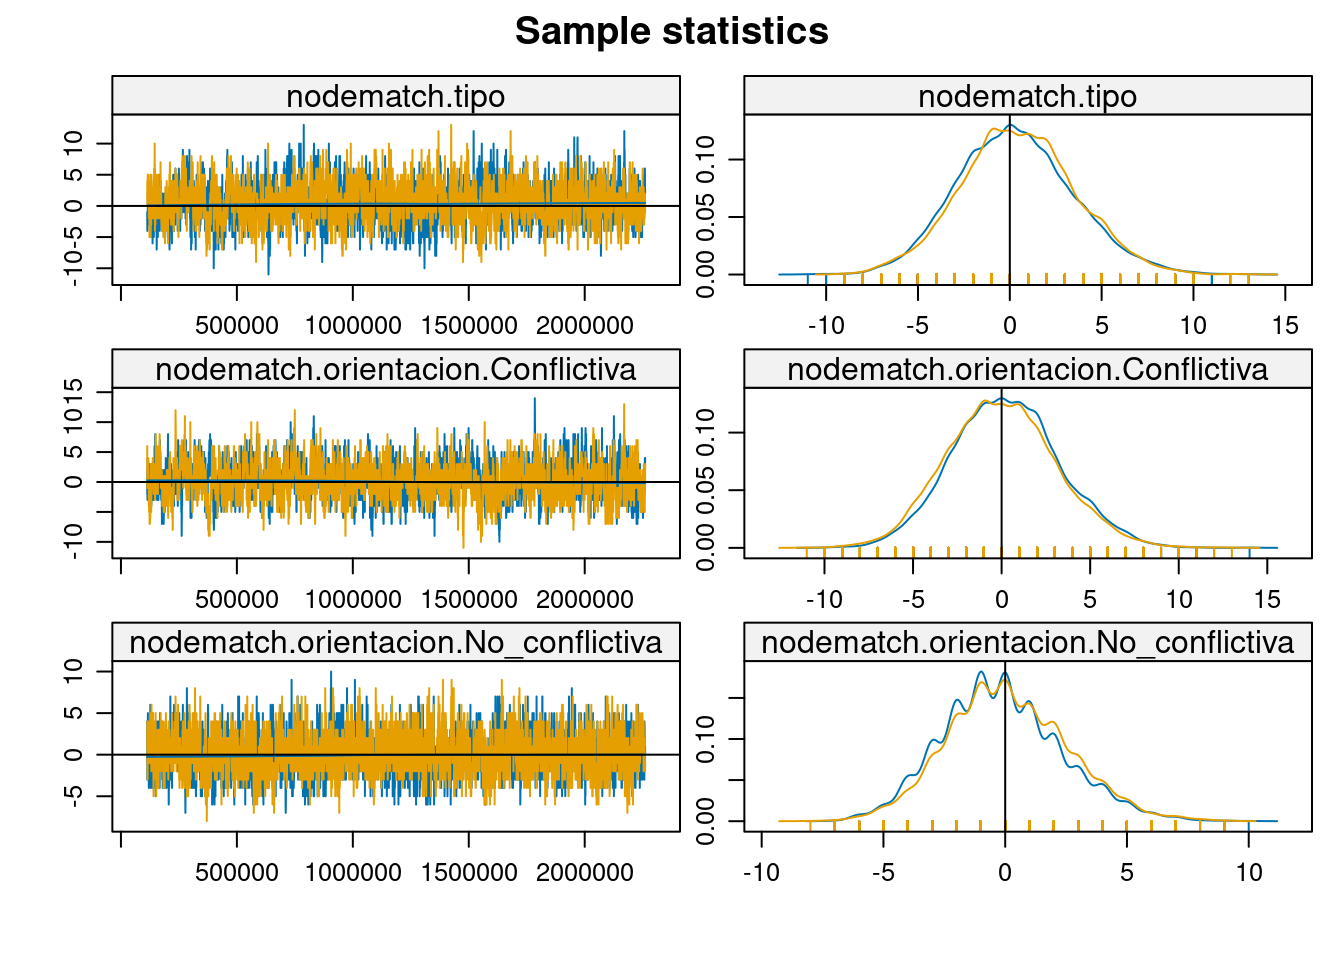 Sample statistics
nodematch.tipo
nodematch.tipo
-10 -5 0 5 10
500000 1000000 1500000 2000000
0.00 0.05 0.10
-10 -5 0 5 10 15
nodematch.orientacion.Conflictiva
nodematch.orientacion.Conflictiva
-10 0 5 10 15
500000 1000000 1500000 2000000
0.00 0.05 0.10
-10 -5 0 5 10 15
nodematch.orientacion.No_conflictiva
nodematch.orientacion.No_conflictiva
-5 0 5 10
500000 1000000 1500000 2000000
0.00 0.10
-10 -5 0 5 10